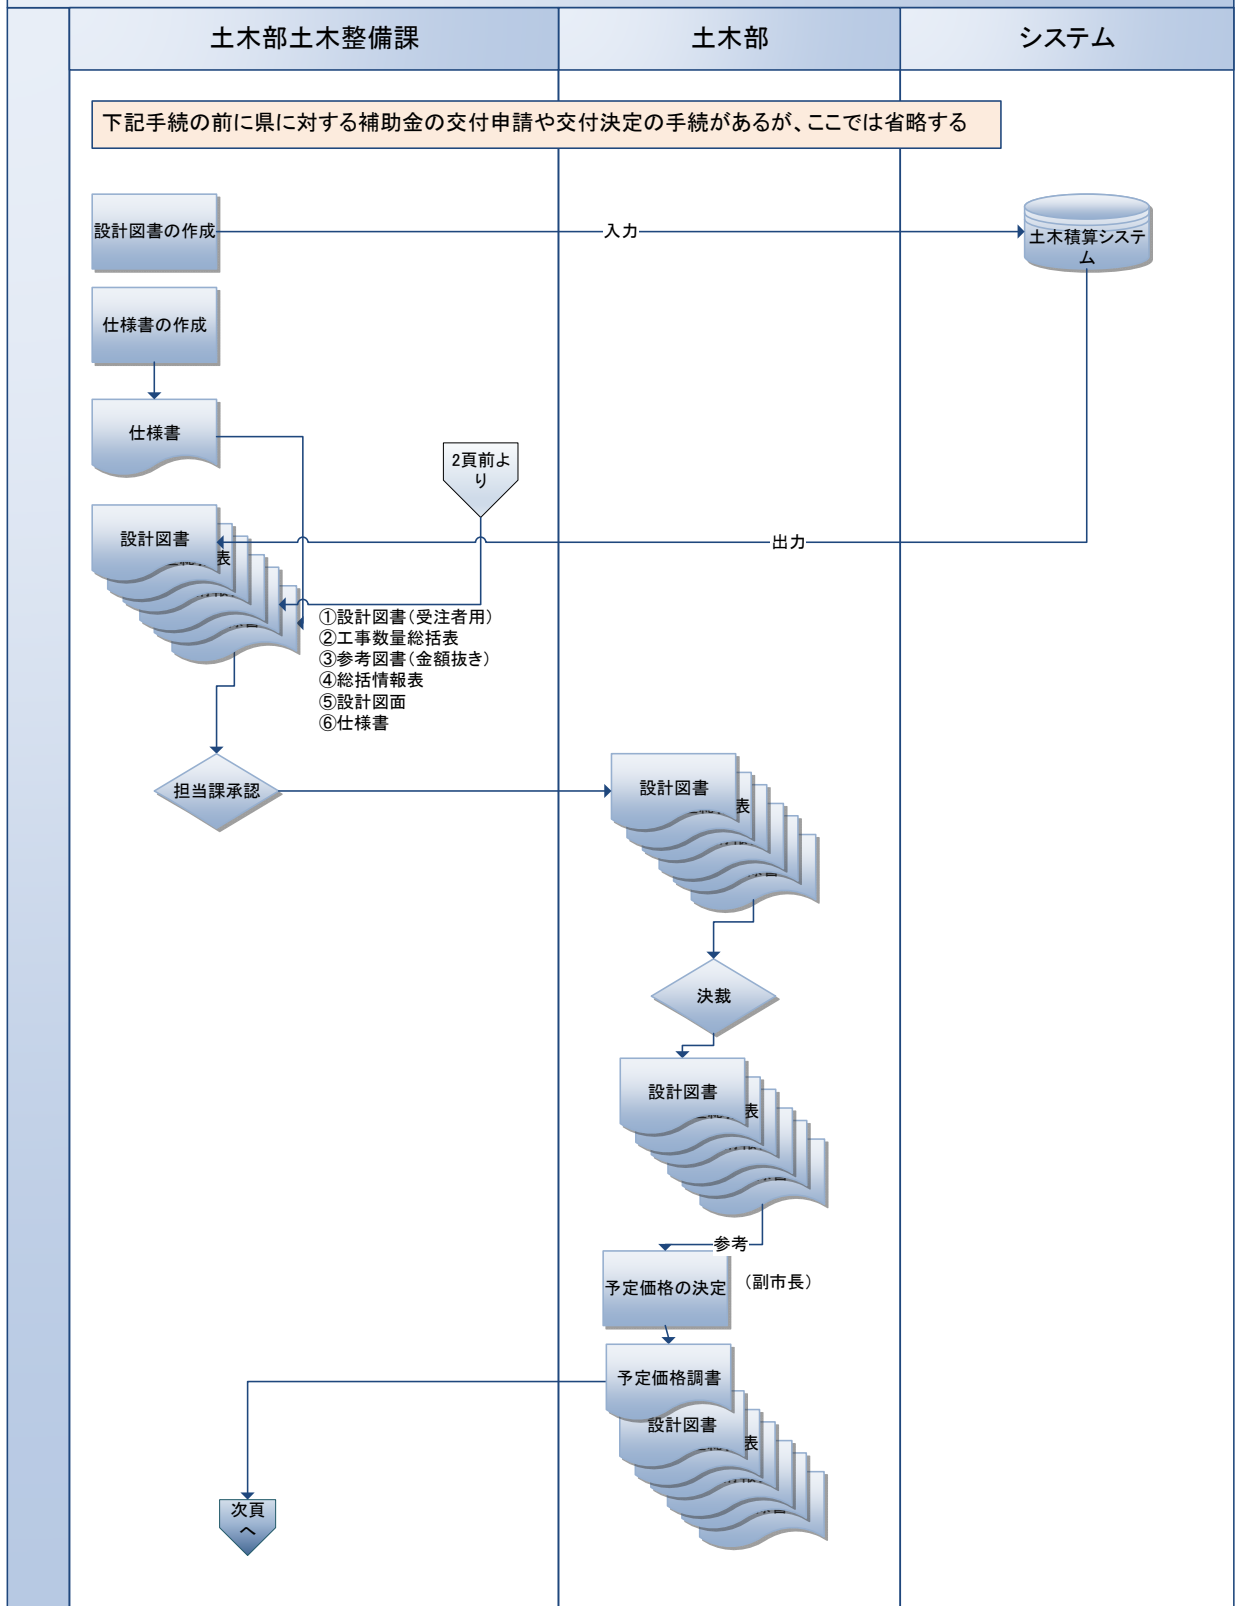 土木部土木整備課
土木部
システム
下記手続の前に県に対する補助金の交付申請や交付決定の手続があるが、ここでは省略する
設計図書の作成
入力
土木積算システ
ム
仕様書の作成
仕様書
2頁前よ
り
設計図書
表
出力
①設計図書(受注者用)
②工事数量総括表
③参考図書(金額抜き)
④総括情報表
⑤設計図面
⑥仕様書
担当課承認
設計図書
表
決裁
設計図書
表
参考
予定価格の決定
(副市長)
予定価格調書
設計図書
表
次頁
へ